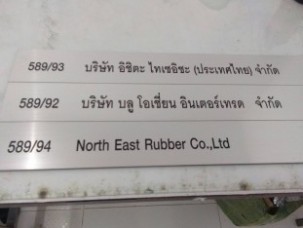 589/93 บริษัท อิชิตะ ไทเซอิซะ (ประเทศไทย) จำกัด
589/92 บริษัท บลู โอเชี่ยน อินเตอร์เทรด จำกัด
589/94 North East Rubber Co.,Ltd